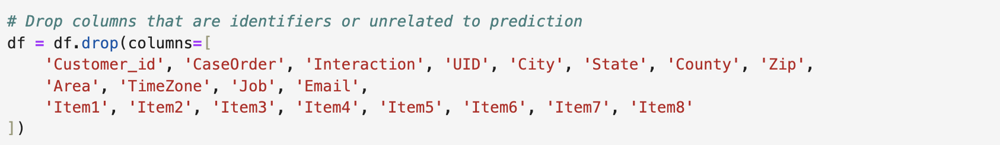 # Drop columns that are identifiers or unrelated to prediction
df = df.drop(columns=[
    'Customer_id', 'CaseOrder', 'Interaction', 'UID', 'City', 'State', 'County', 'Zip',
    'Area', 'TimeZone', 'Job', 'Email',
    'Item1', 'Item2', 'Item3', 'Item4', 'Item5', 'Item6', 'Item7', 'Item8'
])